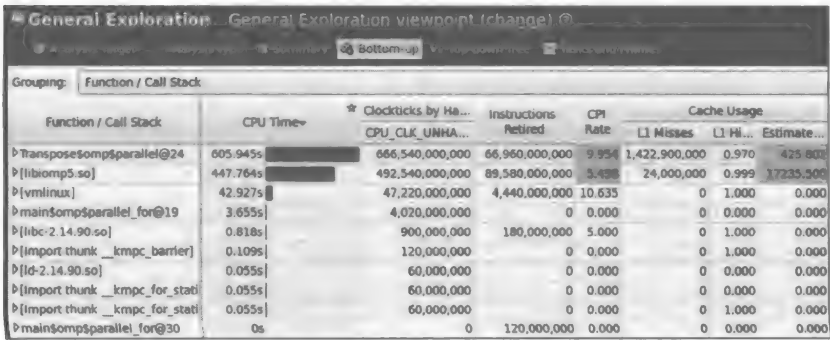 General Exploration General Exploration viewpoint (change)
Bottom-up
Grouping: Function / Call Stack
Function / Call Stack CPU Time Clockticks by Ha... Instructions Retired CPI Rate Cache Usage
CPU_CLK_UNHA... L1 Misses L1 Hi... Estimate...
Transpose$omp$parallel@24 605.945s 666,540,000,000 66,960,000,000 9.954 1,422,900,000 0.970 425.800
[libiomp5.so] 447.764s 492,540,000,000 89,580,000,000 5.498 24,000,000 0.999 17235.500
[vmlinux] 42.927s 47,220,000,000 4,440,000,000 10.635 0 1.000 0.000
main$omp$parallel_for@19 3.655s 4,020,000,000 0 0.000 0 1.000 0.000
[libc-2.14.90.so] 0.818s 900,000,000 180,000,000 5.000 0 1.000 0.000
[Import thunk __kmpc_barrier] 0.109s 120,000,000 0 0.000 0 1.000 0.000
[ld-2.14.90.so] 0.055s 60,000,000 0 0.000 0 0.000 0.000
[Import thunk __kmpc_for_stati 0.055s 60,000,000 0 0.000 0 0.000 0.000
[Import thunk __kmpc_for_stati 0.055s 60,000,000 0 0.000 0 1.000 0.000
main$omp$parallel_for@30 0s 0 120,000,000 0.000 0 0.000 0.000